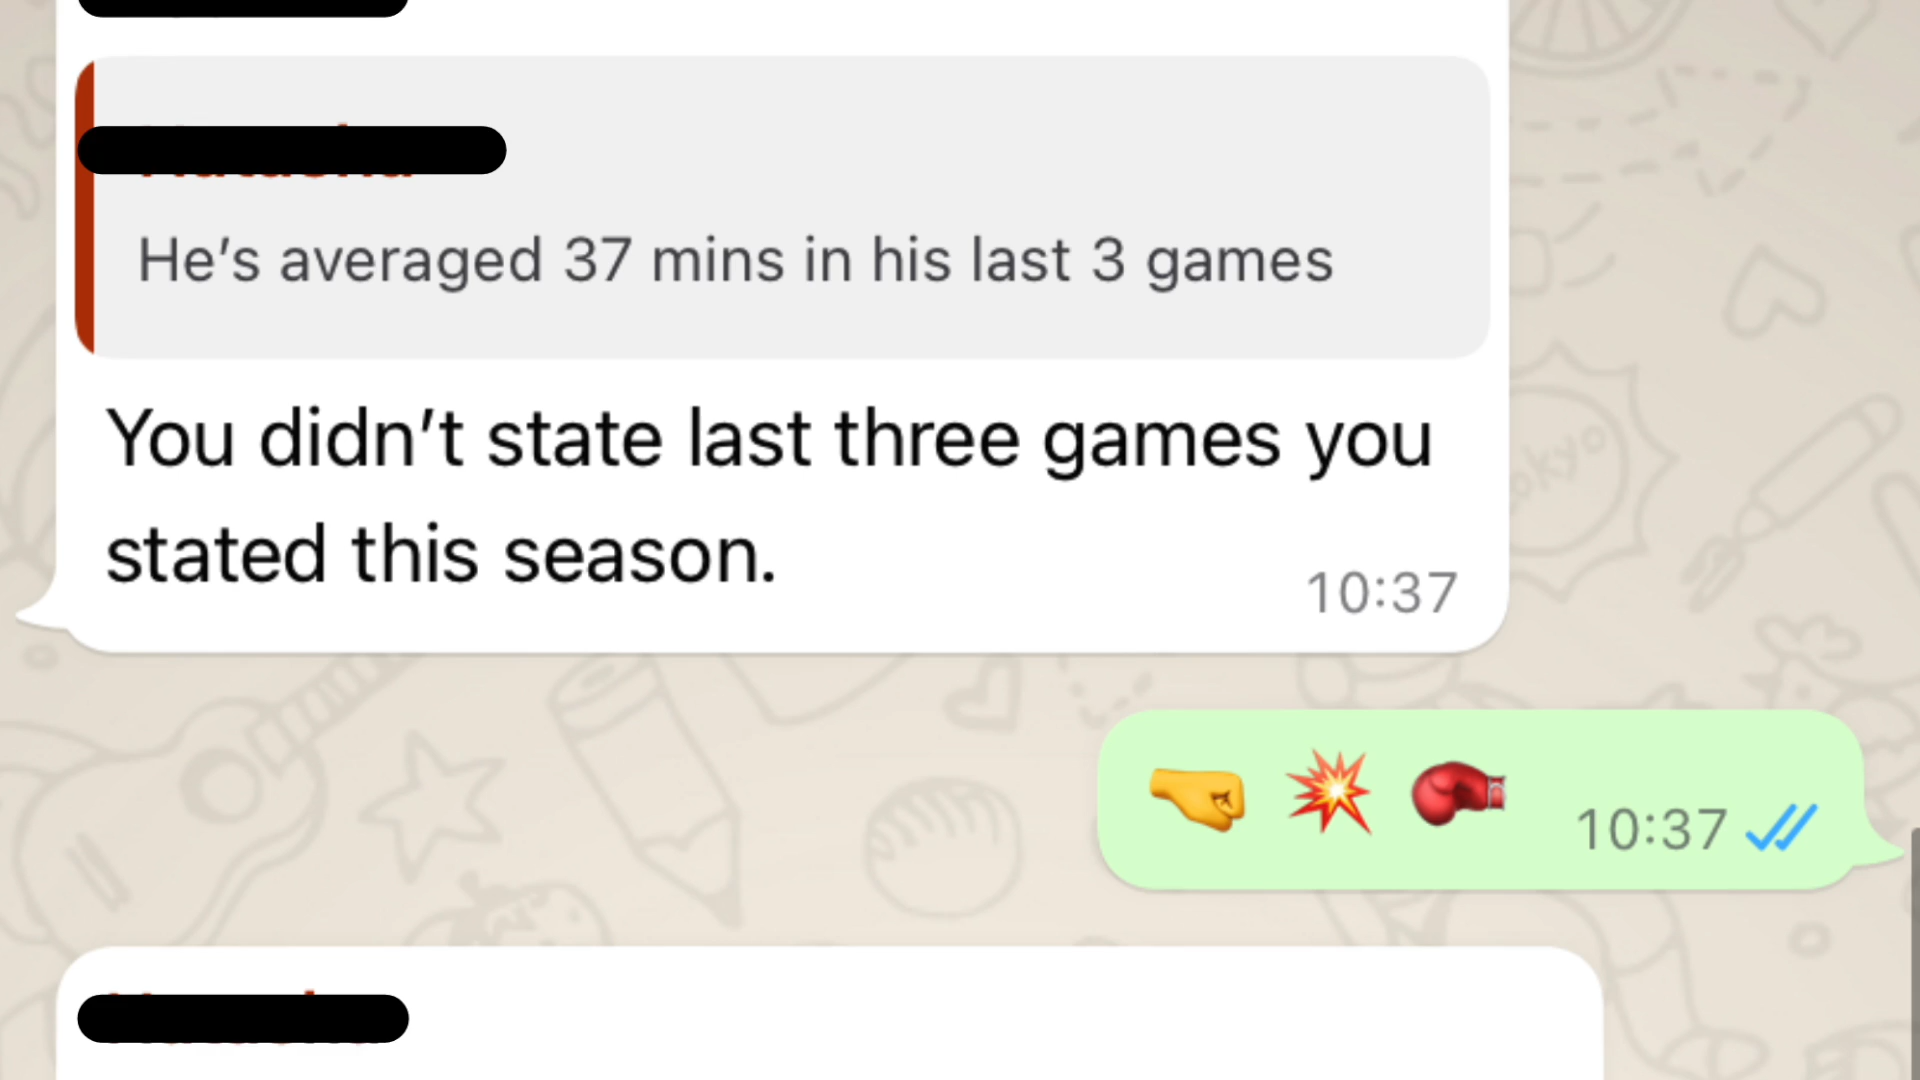 He’s averaged 37 mins in his last 3 games
You didn’t state last three games you
stated this season.
10:37
🤜 💥 🥊 10:37